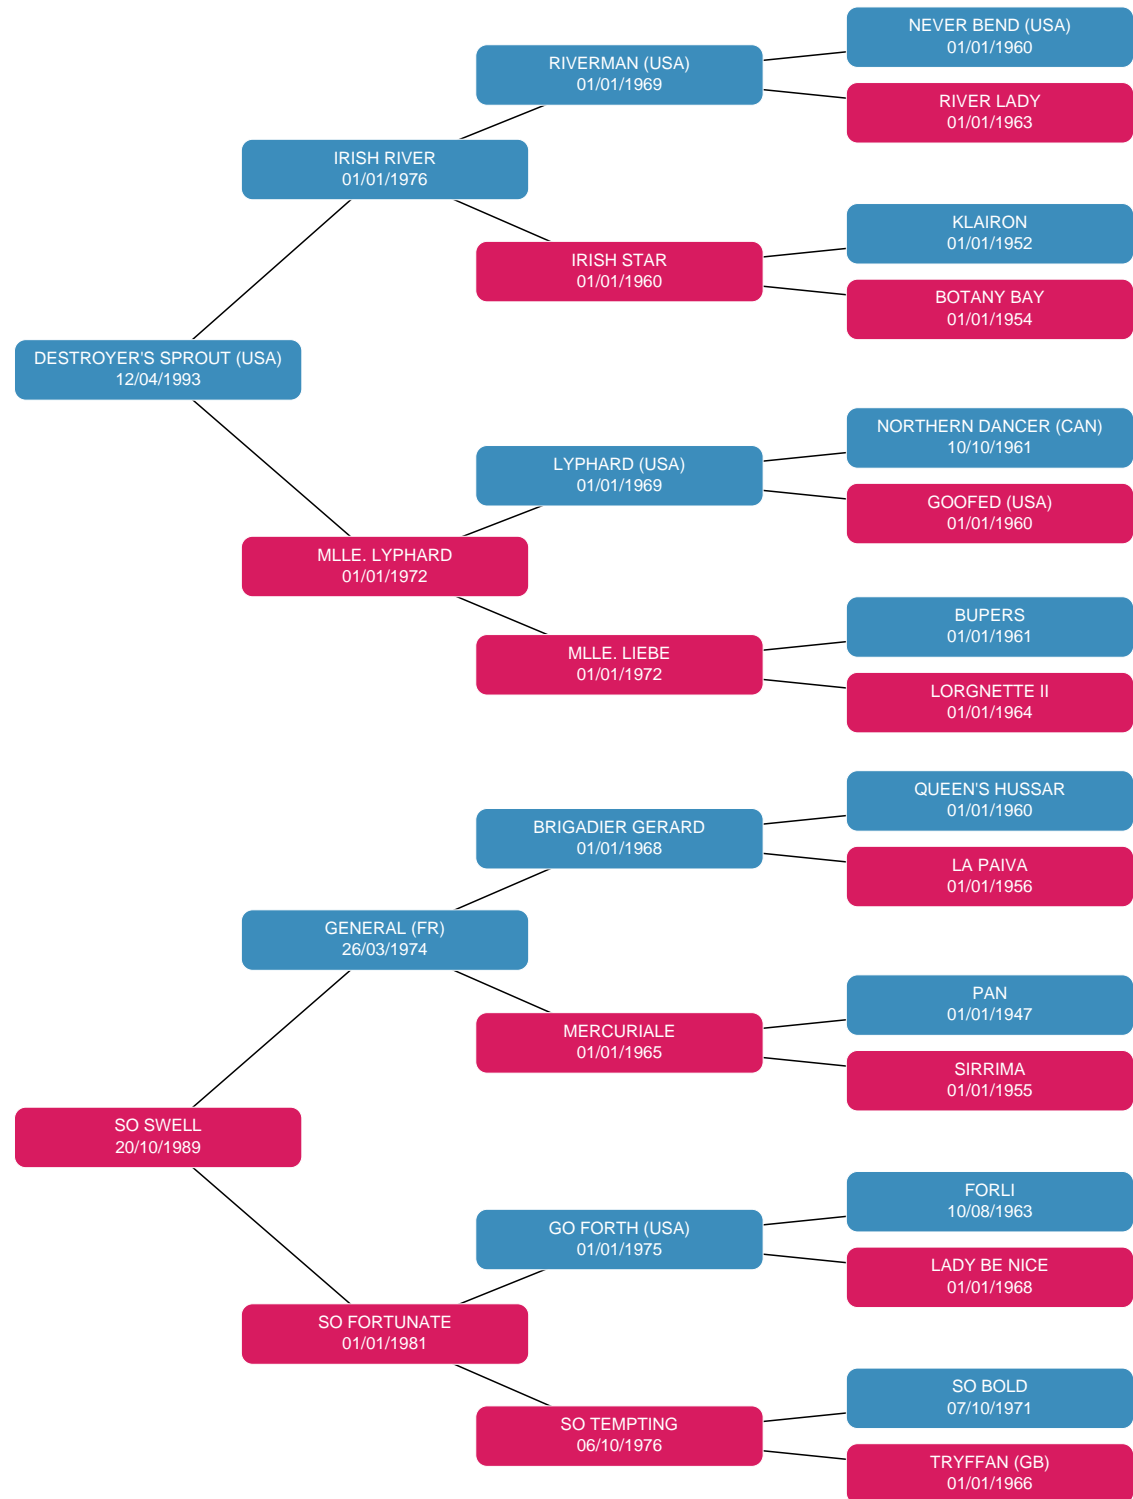 NEVER BEND (USA)
01/01/1960
RIVERMAN (USA)
01/01/1969
RIVER LADY
01/01/1963
IRISH RIVER
01/01/1976
KLAIRON
01/01/1952
IRISH STAR
01/01/1960
BOTANY BAY
01/01/1954
DESTROYER'S SPROUT (USA)
12/04/1993
NORTHERN DANCER (CAN)
10/10/1961
LYPHARD (USA)
01/01/1969
GOOFED (USA)
01/01/1960
MLLE. LYPHARD
01/01/1972
BUPERS
01/01/1961
MLLE. LIEBE
01/01/1972
LORGNETTE II
01/01/1964
QUEEN'S HUSSAR
01/01/1960
BRIGADIER GERARD
01/01/1968
LA PAIVA
01/01/1956
GENERAL (FR)
26/03/1974
PAN
01/01/1947
MERCURIALE
01/01/1965
SIRRIMA
01/01/1955
SO SWELL
20/10/1989
FORLI
10/08/1963
GO FORTH (USA)
01/01/1975
LADY BE NICE
01/01/1968
SO FORTUNATE
01/01/1981
SO BOLD
07/10/1971
SO TEMPTING
06/10/1976
TRYFFAN (GB)
01/01/1966